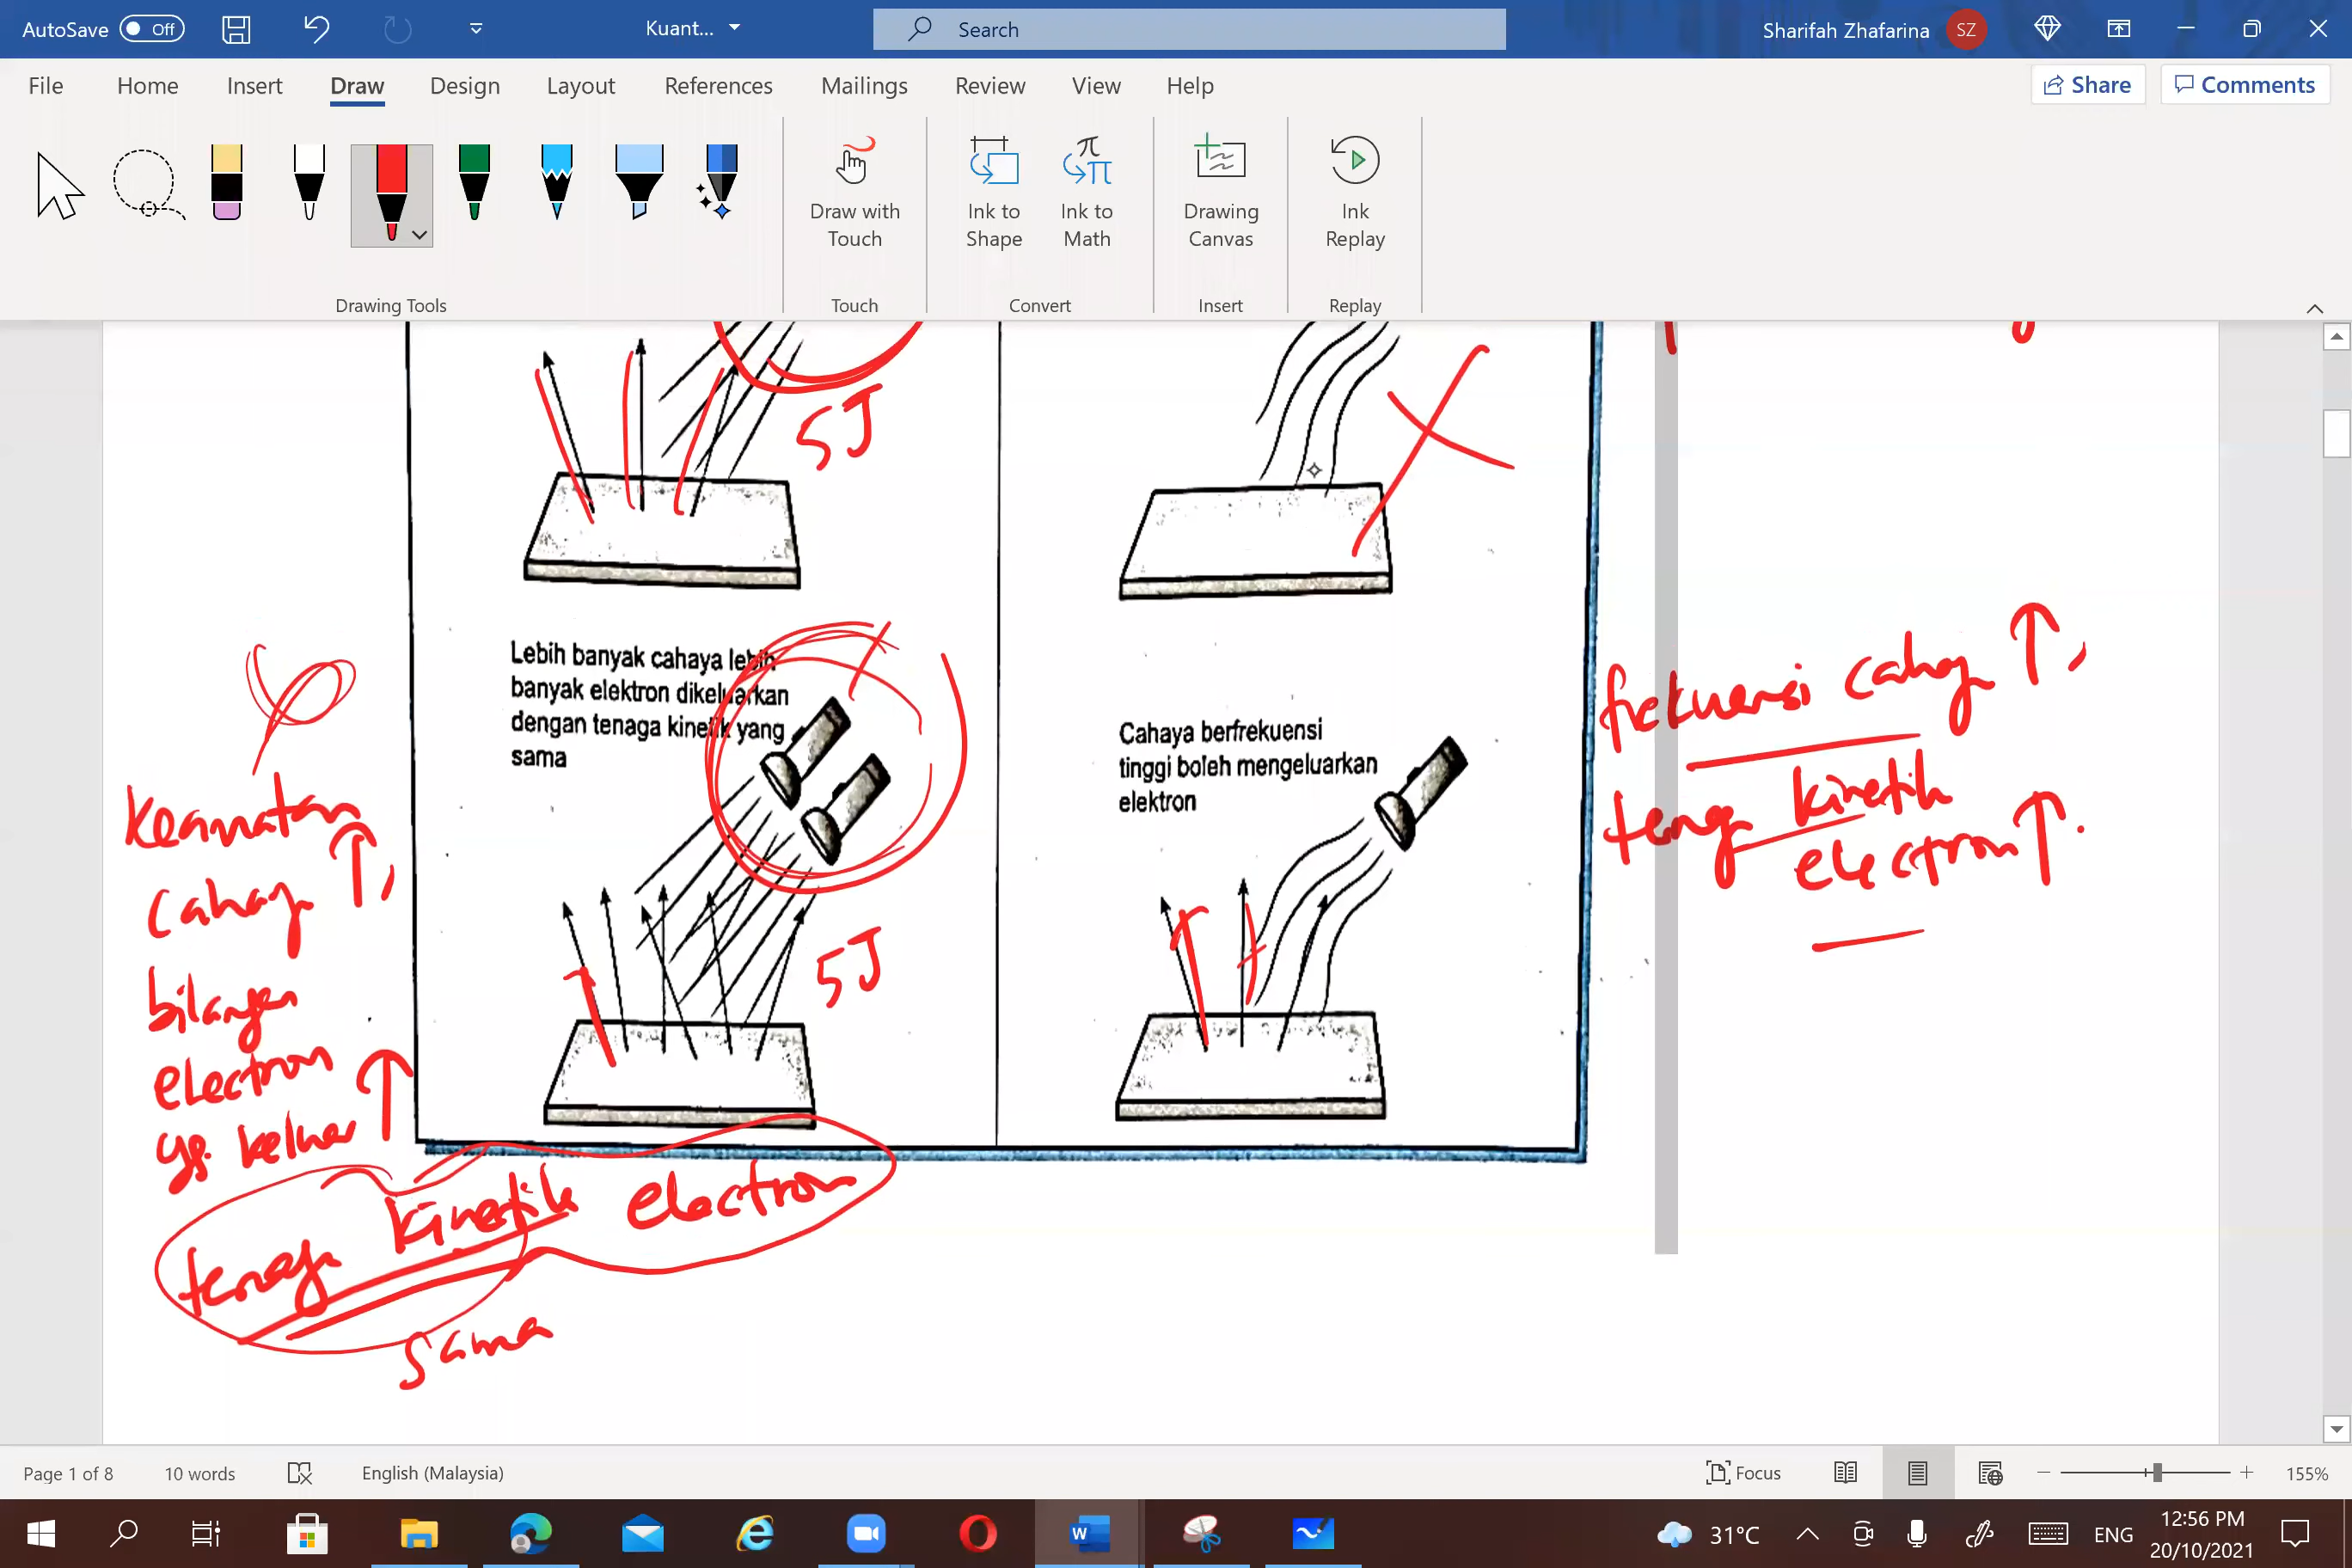 AutoSave
Off
Kuant...
Search
Sharifah Zhafarina
SZ
File
Home
Insert
Draw
Design
Layout
References
Mailings
Review
View
Help
Share
Comments
Draw with
Touch
Ink to
Shape
Ink to
Math
Drawing
Canvas
Ink
Replay
Drawing Tools
Touch
Convert
Insert
Replay
5J
Lebih banyak cahaya lebih
banyak elektron dikeluarkan
dengan tenaga kinetik yang
sama
5J
Cahaya berfrekuensi
tinggi boleh mengeluarkan
elektron
frekuensi cahaya ↑,
tenaga kinetik
electron ↑.
keamatan
cahaya ↑,
bilangan
electron
yg. keluar ↑
tenaga kinetik electron
sama
Page 1 of 8
10 words
English (Malaysia)
Focus
155%
31°C
ENG
12:56 PM
20/10/2021